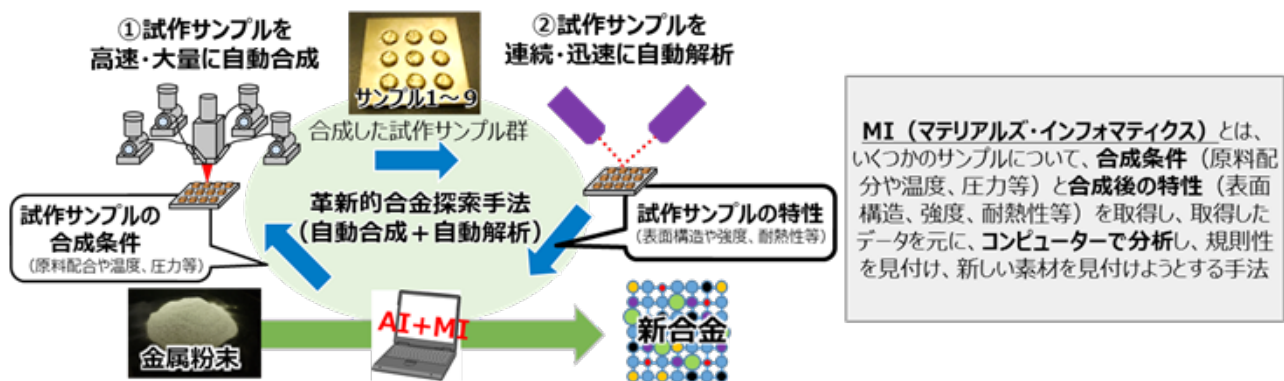 ①試作サンプルを
高速・大量に自動合成
サンプル1～9
合成した試作サンプル群
②試作サンプルを
連続・迅速に自動解析
革新的合金探索手法
（自動合成＋自動解析）
試作サンプルの
合成条件
（原料配合や温度、圧力等）
試作サンプルの特性
（表面構造や強度、耐熱性等）
金属粉末
AI+MI
新合金
MI（マテリアルズ・インフォマティクス）とは、
いくつかのサンプルについて、合成条件（原料配
分や温度、圧力等）と合成後の特性（表面
構造、強度、耐熱性等）を取得し、取得した
データを元に、コンピューターで分析し、規則性
を見付け、新しい素材を見付けようとする手法